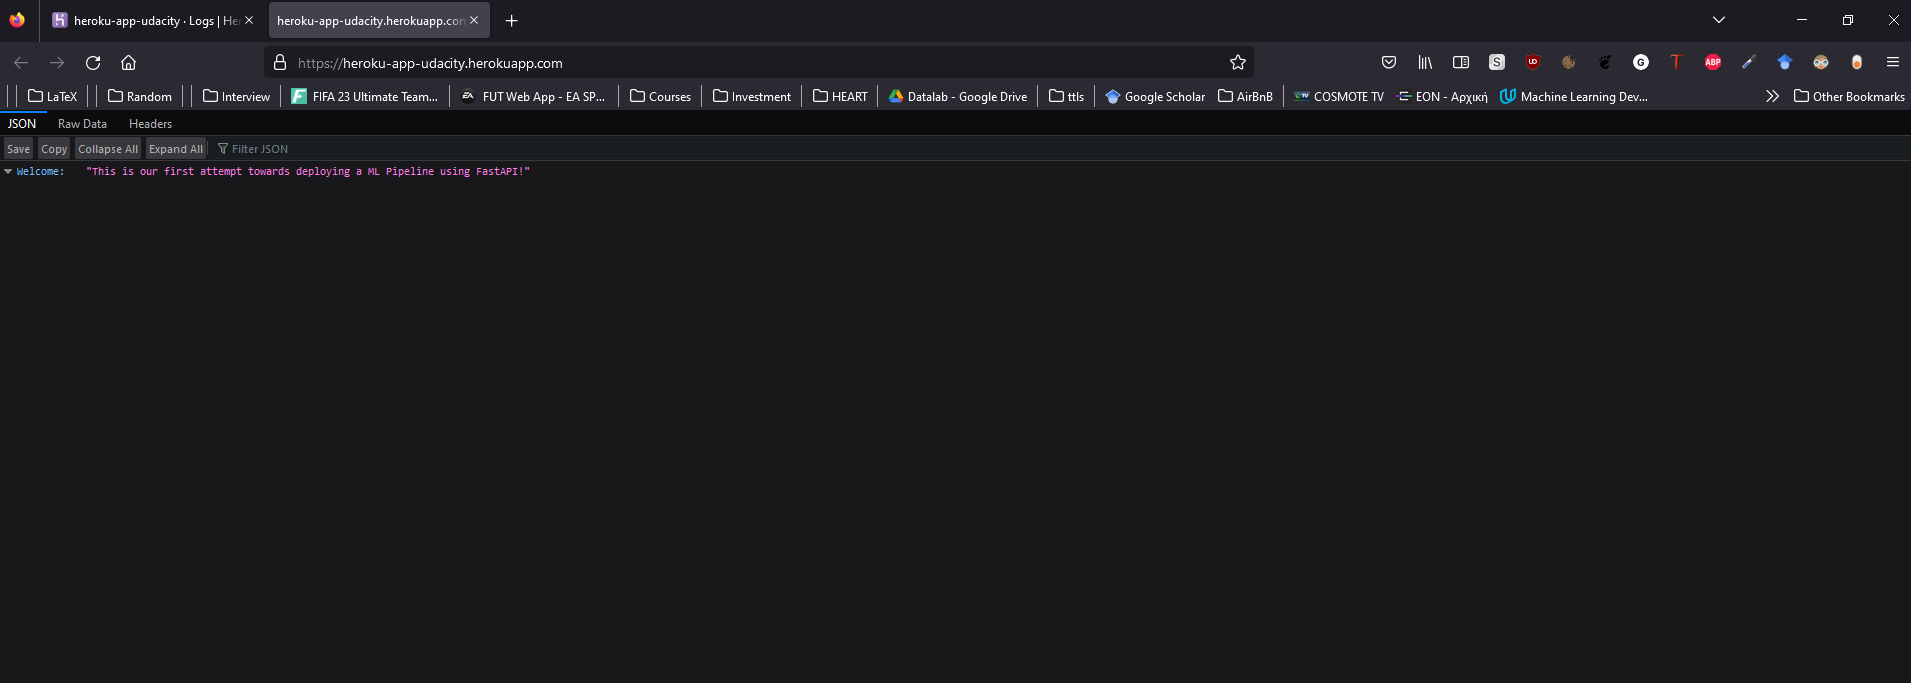 heroku-app-udacity · Logs | He
heroku-app-udacity.herokuapp.com
https://heroku-app-udacity.herokuapp.com
S UD G T ABP
LaTeX Random Interview FIFA 23 Ultimate Team... EA FUT Web App - EA SP... Courses Investment HEART Datalab - Google Drive ttls Google Scholar AirBnB COSMOTE TV EON - Αρχική Machine Learning Dev... Other Bookmarks
JSON Raw Data Headers
Save Copy Collapse All Expand All Filter JSON
Welcome: "This is our first attempt towards deploying a ML Pipeline using FastAPI!"